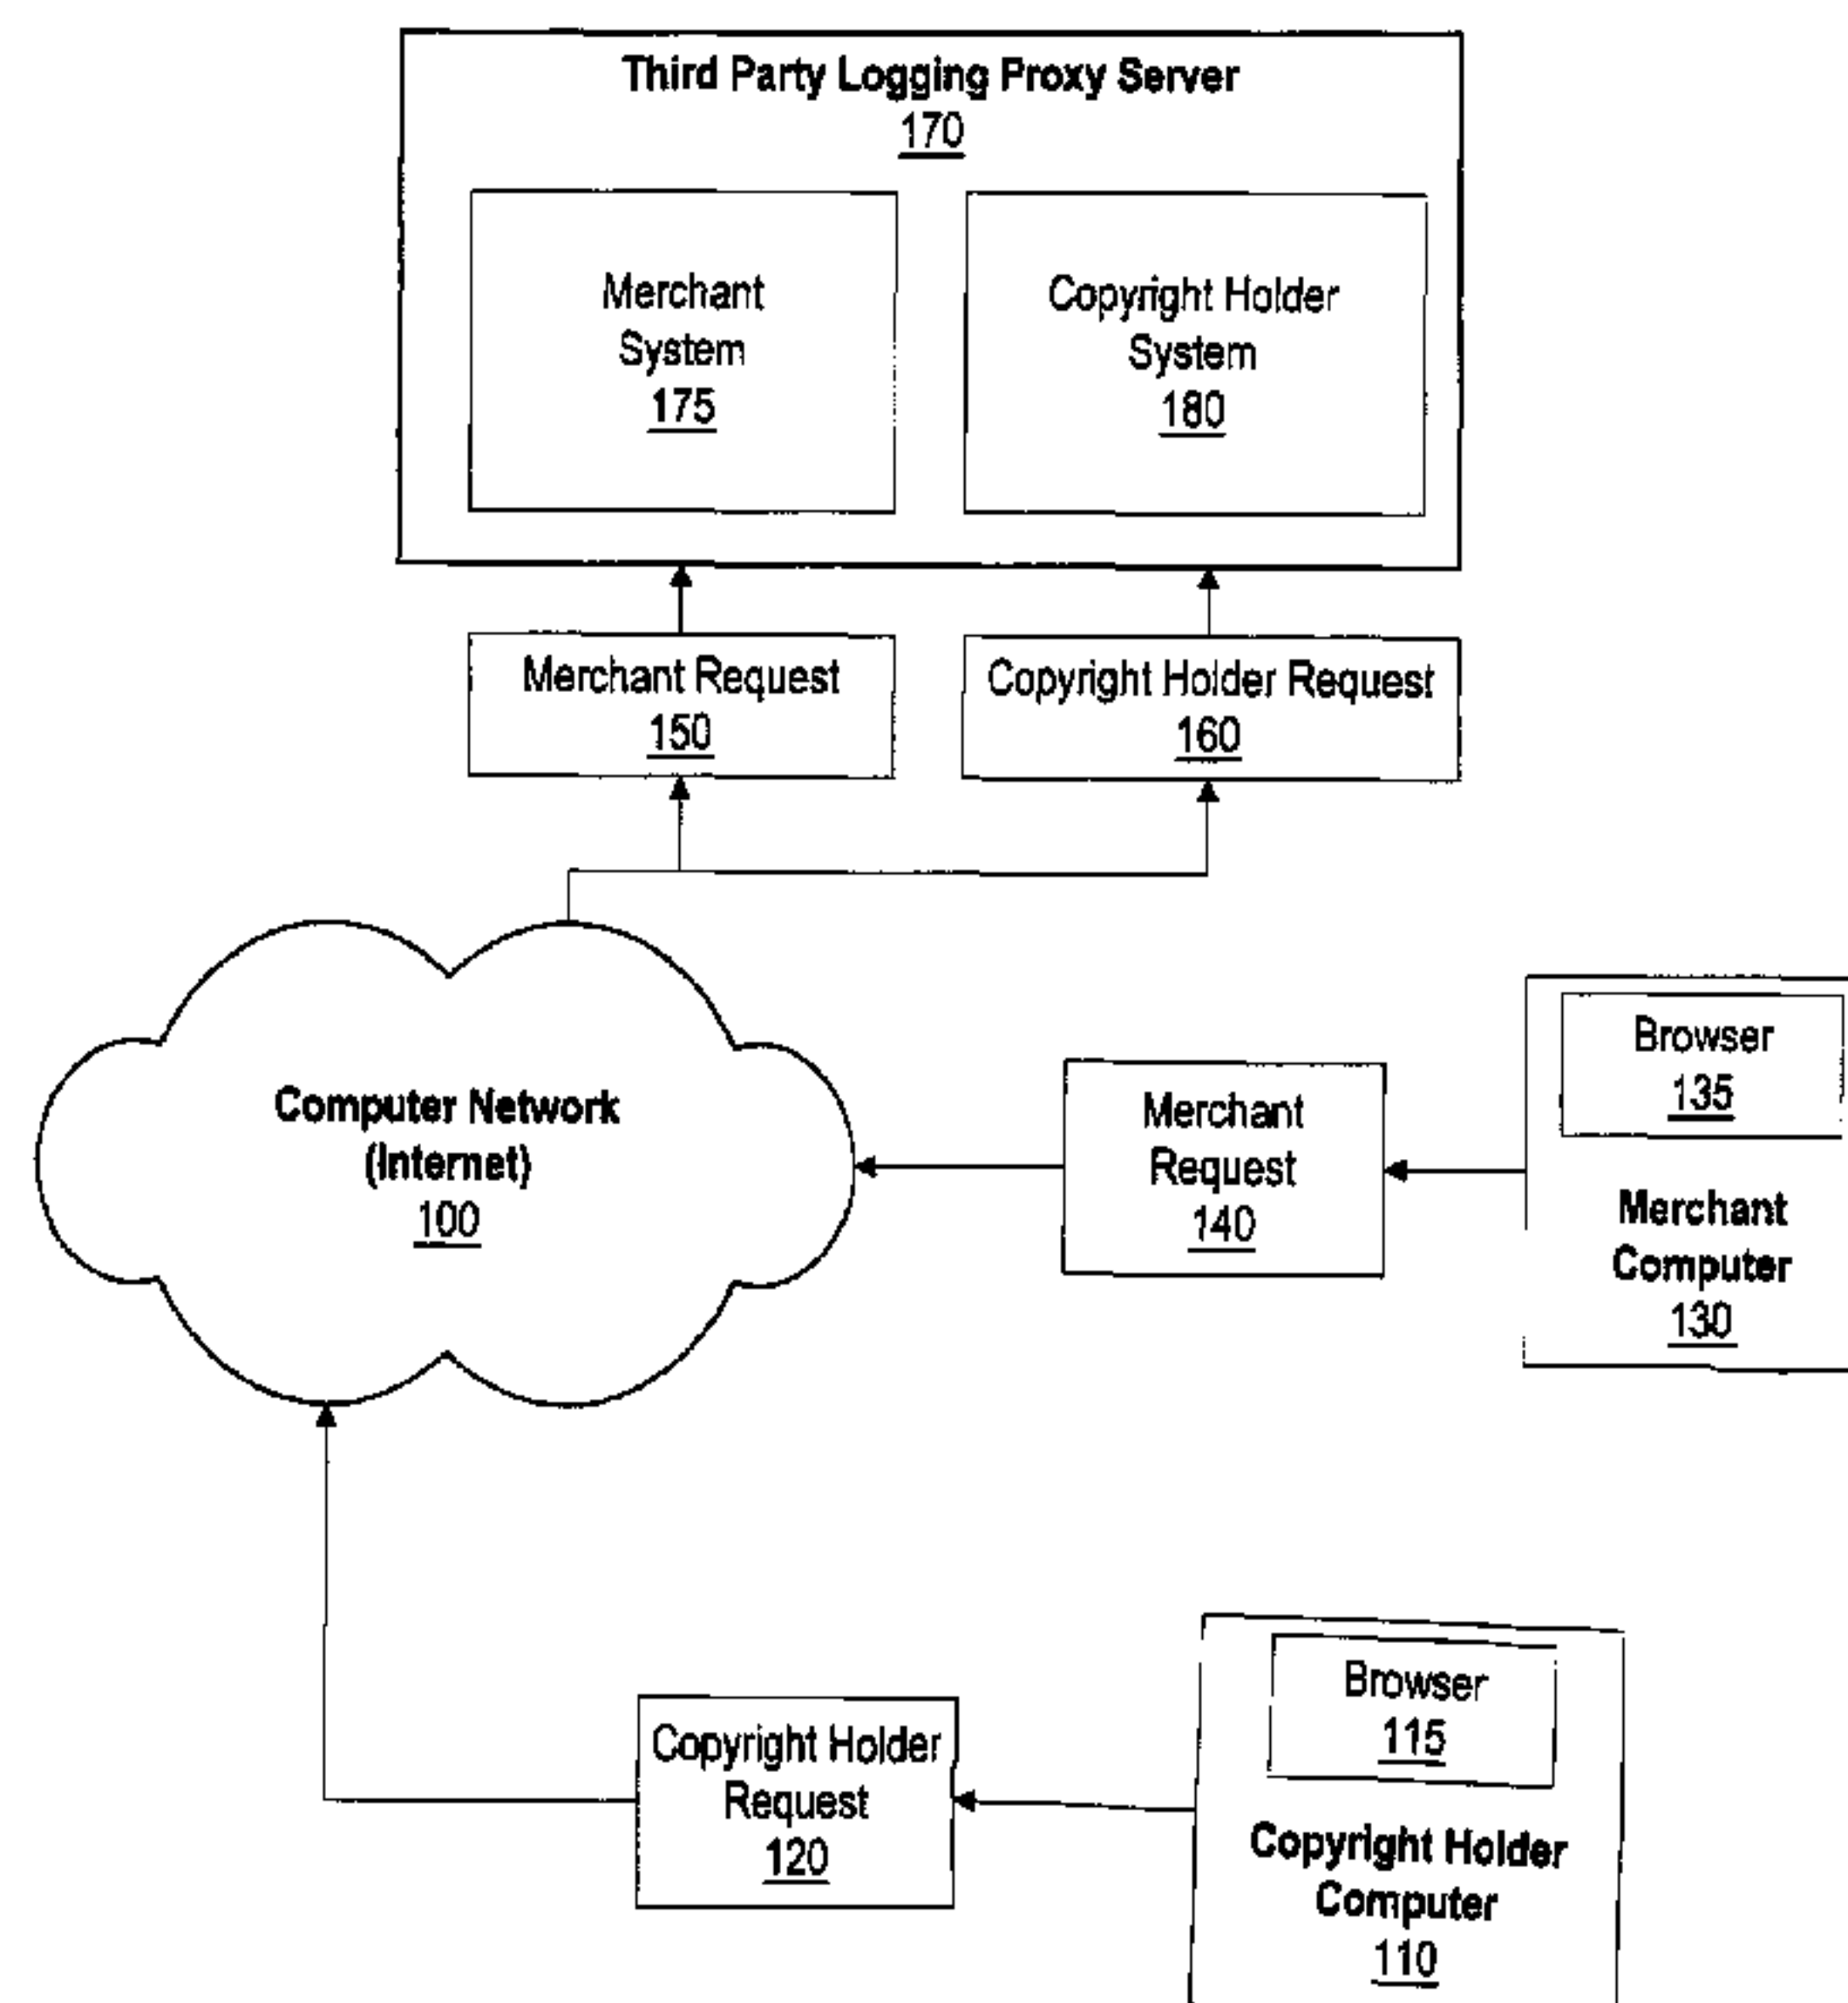 Third Party Logging Proxy Server
170
Merchant
System
175
Copyright Holder
System
180
Merchant Request
150
Copyright Holder Request
160
Computer Network
(Internet)
100
Merchant
Request
140
Browser
135
Merchant
Computer
130
Copyright Holder
Request
120
Browser
115
Copyright Holder
Computer
110